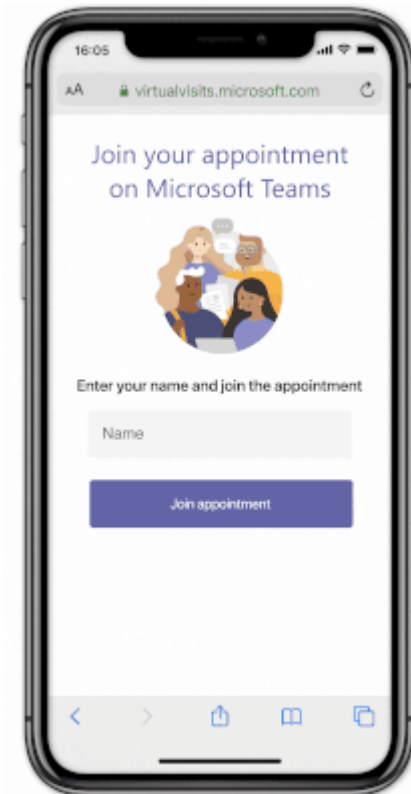 16:05
AA virtualvisits.microsoft.com
Join your appointment
on Microsoft Teams
Enter your name and join the appointment
Name
Join appointment